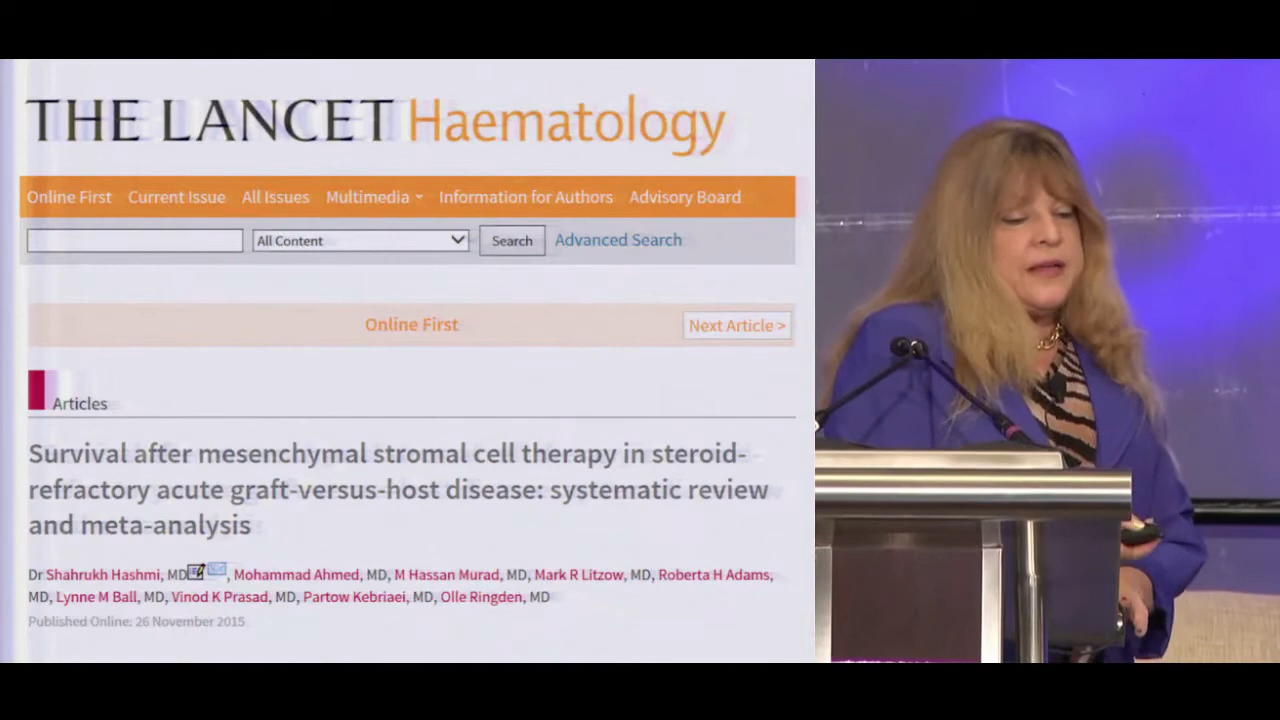 THE LANCET Haematology
Online First Current Issue All Issues Multimedia Information for Authors Advisory Board
All Content Search Advanced Search
Online First Next Article >
Articles
Survival after mesenchymal stromal cell therapy in steroid-
refractory acute graft-versus-host disease: systematic review
and meta-analysis
Dr Shahrukh Hashmi, MD, Mohammad Ahmed, MD, M Hassan Murad, MD, Mark R Litzow, MD, Roberta H Adams,
MD, Lynne M Ball, MD, Vinod K Prasad, MD, Partow Kebriaei, MD, Olle Ringden, MD
Published Online: 26 November 2015